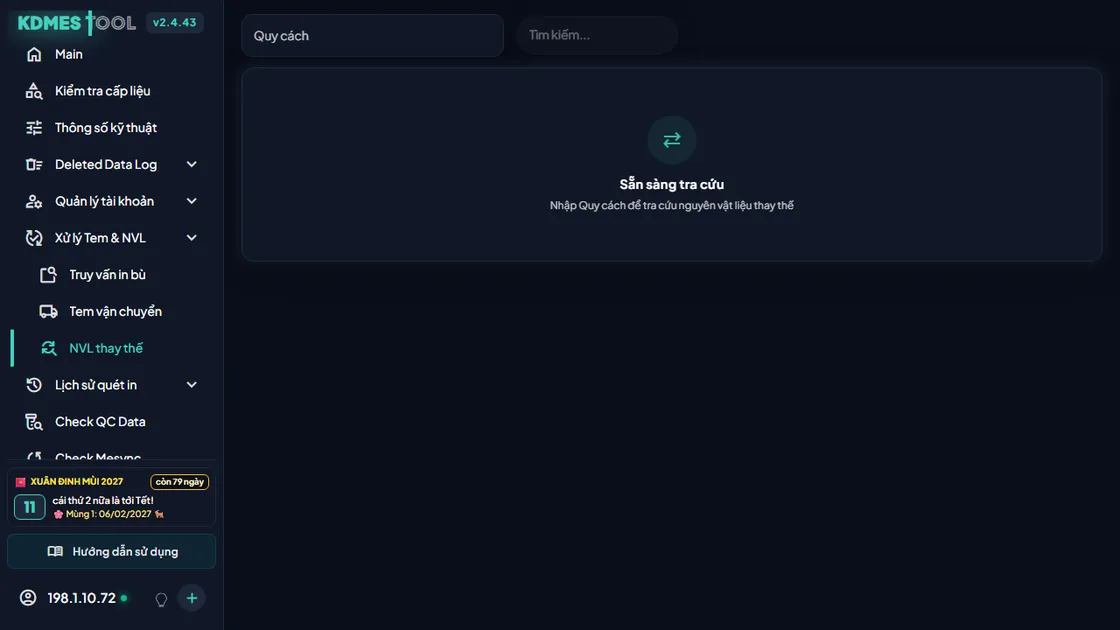 KDMES TOOL v2.4.43
Main
Kiểm tra cấp liệu
Thông số kỹ thuật
Deleted Data Log
Quản lý tài khoản
Xử lý Tem & NVL
Truy vấn in bù
Tem vận chuyển
NVL thay thế
Lịch sử quét in
Check QC Data
Check Mesync
XUÂN ĐINH MÙI 2027 còn 79 ngày
11 cái thứ 2 nữa là tới Tết!
Mùng 1: 06/02/2027
Hướng dẫn sử dụng
198.1.10.72
Quy cách
Tìm kiếm...
Sẵn sàng tra cứu
Nhập Quy cách để tra cứu nguyên vật liệu thay thế